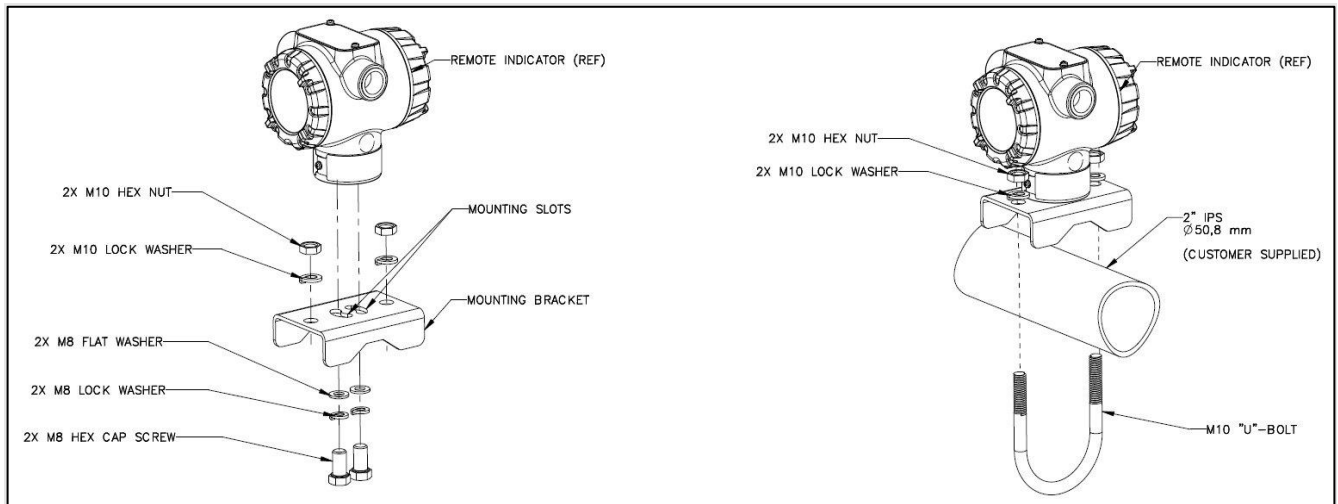 REMOTE INDICATOR (REF)
2X M10 HEX NUT
MOUNTING SLOTS
2X M10 LOCK WASHER
MOUNTING BRACKET
2X M8 FLAT WASHER
2X M8 LOCK WASHER
2X M8 HEX CAP SCREW
REMOTE INDICATOR (REF)
2X M10 HEX NUT
2X M10 LOCK WASHER
2" IPS
Ø50,8 mm
(CUSTOMER SUPPLIED)
M10 "U"-BOLT